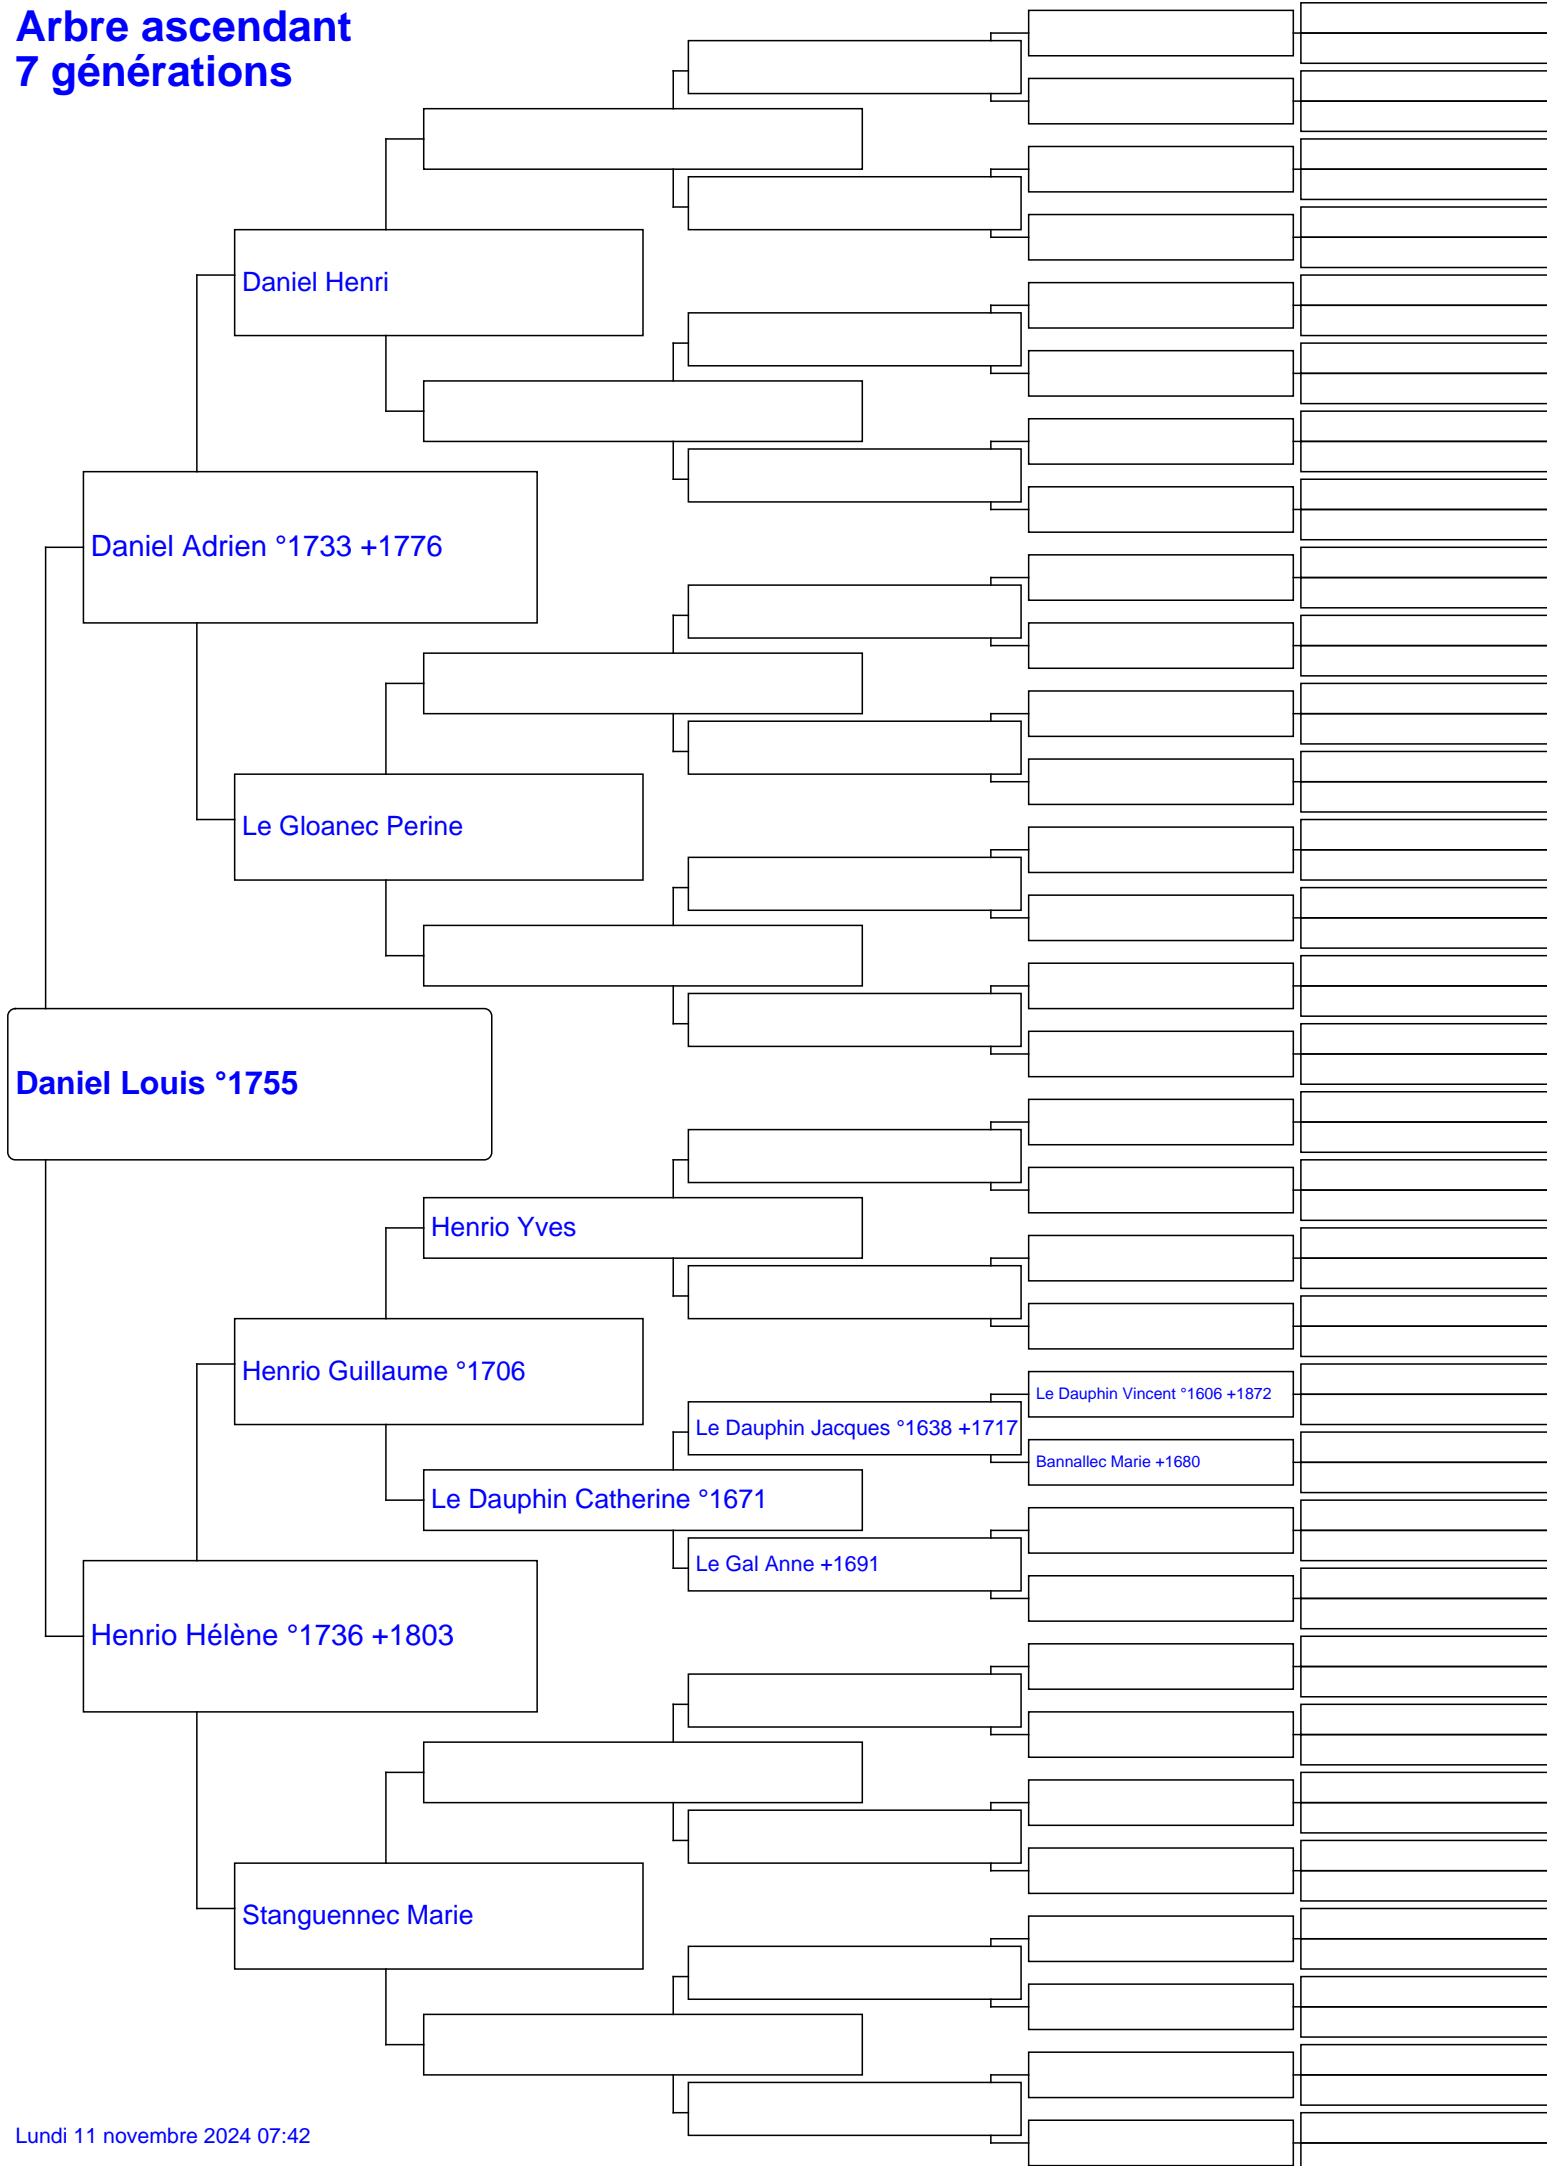 Arbre ascendant
7 générations
Daniel Henri
Daniel Adrien °1733 +1776
Le Gloanec Perine
Daniel Louis °1755
Henrio Yves
Henrio Guillaume °1706
Le Dauphin Vincent °1606 +1872
Le Dauphin Jacques °1638 +1717
Bannallec Marie +1680
Le Dauphin Catherine °1671
Le Gal Anne +1691
Henrio Hélène °1736 +1803
Stanguennec Marie
Lundi 11 novembre 2024 07:42